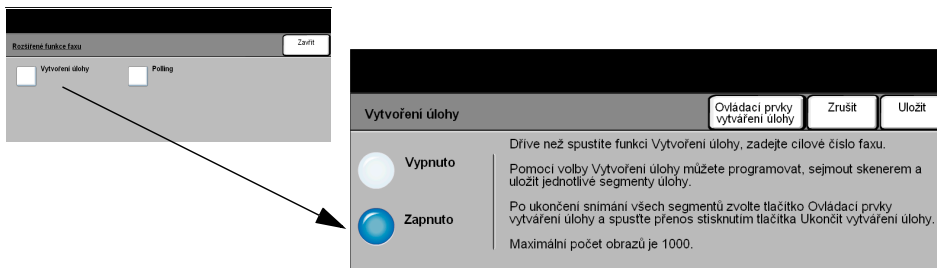 Rozšířené funkce faxu
Zavřít
Vytvoření úlohy
Polling
Vytvoření úlohy
Ovládací prvky
vytváření úlohy
Zrušit
Uložit
Vypnuto
Zapnuto
Dříve než spustíte funkci Vytvoření úlohy, zadejte cílové číslo faxu.
Pomocí volby Vytvoření úlohy můžete programovat, sejmout skenerem a
uložit jednotlivé segmenty úlohy.
Po ukončení snímání všech segmentů zvolte tlačítko Ovládací prvky
vytváření úlohy a spusťte přenos stisknutím tlačítka Ukončit vytváření úlohy.
Maximální počet obrazů je 1000.